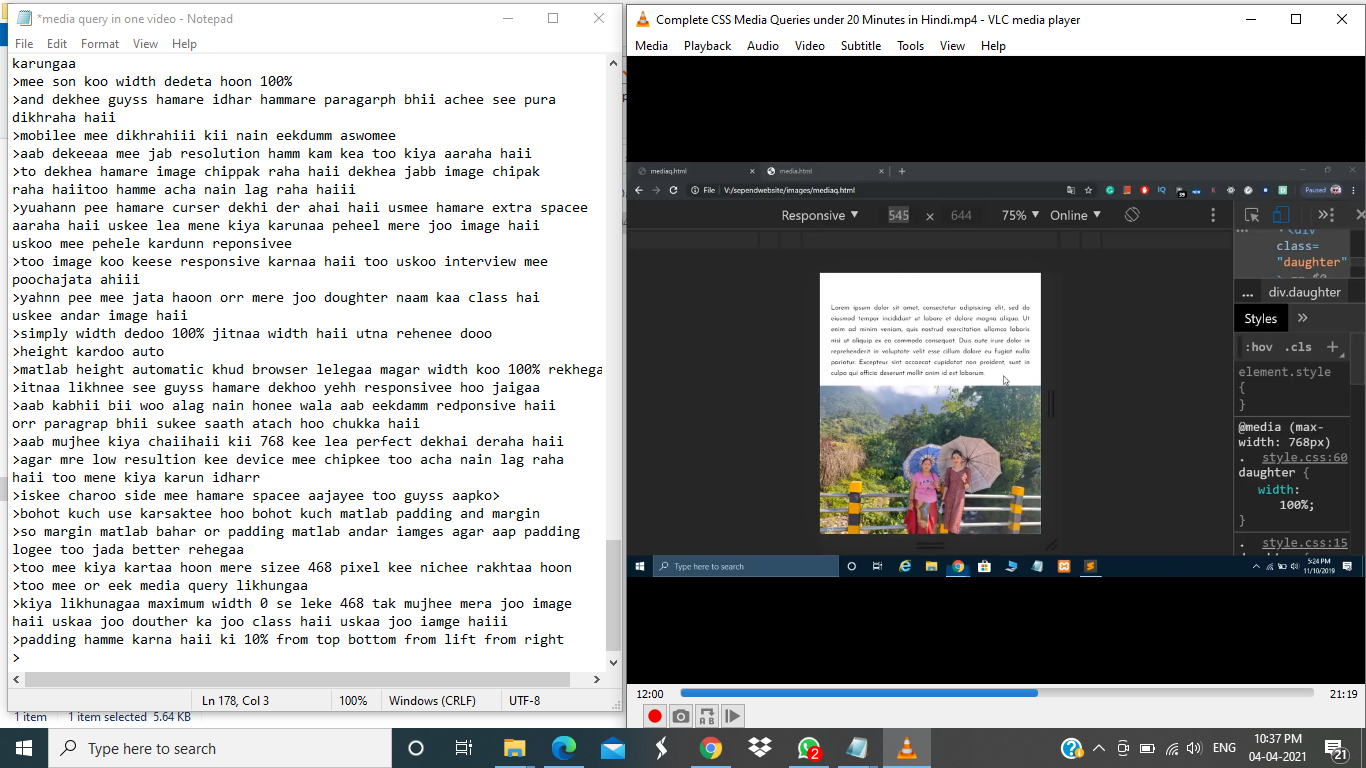 *media query in one video - Notepad
File Edit Format View Help
karungaa
>mee son koo width dedeta hoon 100%
>and dekhee guyss hamare idhar hammare paragarph bhii achee see pura
dikhraha haii
>mobilee mee dikhrahiii kii nain eekdumm aswomee
>aab dekeeaa mee jab resolution hamm kam kea too kiya aaraha haii
>to dekhea hamare image chippak raha haii dekhea jabb image chipak
raha haiitoo hamme acha nain lag raha haiii
>yuahann pee hamare curser dekhi der ahai haii usmee hamare extra spacee
aaraha haii uskee lea mene kiya karunaa peheel mere joo image haii
uskoo mee pehele kardunn reponsivee
>too image koo keese responsive karnaa haii too uskoo interview mee
poochajata ahiii
>yahnn pee mee jata haoon orr mere joo doughter naam kaa class hai
uskee andar image haii
>simply width dedoo 100% jitnaa width haii utna rehenee dooo
>height kardoo auto
>matlab height automatic khud browser lelegaa magar width koo 100% rekhega
>itnaa likhnee see guyss hamare dekhoo yehh responsivee hoo jaigaa
>aab kabhii bii woo alag nain honee wala aab eekdamm redponsive haii
orr paragrap bhii sukee saath atach hoo chukka haii
>aab mujhee kiya chaiihaii kii 768 kee lea perfect dekhai deraha haii
>agar mre low resultion kee device mee chipkee too acha nain lag raha
haii too mene kiya karun idharr
>iskee charoo side mee hamare spacee aajayee too guyss aapko>
>bohot kuch use karsaktee hoo bohot kuch matlab padding and margin
>so margin matlab bahar or padding matlab andar iamges agar aap padding
logee too jada better rehegaa
>too mee kiya kartaa hoon mere sizee 468 pixel kee nichee rakhtaa hoon
>too mee or eek media query likhungaa
>kiya likhunagaa maximum width 0 se leke 468 tak mujhee mera joo image
haii uskaa joo douther ka joo class haii uskaa joo iamge haiii
>padding hamme karna haii ki 10% from top bottom from lift from right
>
Ln 178, Col 3 100% Windows (CRLF) UTF-8
1 item 1 item selected 5.64 KB
Complete CSS Media Queries under 20 Minutes in Hindi.mp4 - VLC media player
Media Playback Audio Video Subtitle Tools View Help
mediaq.html media.html
File V:/sependwebsite/images/mediaq.html Paused
Responsive 545 × 644 75% Online
Lorem ipsum dolor sit amet, consectetur adipisicing elit, sed do
eiusmod tempor incididunt ut labore et dolore magna aliqua. Ut
enim ad minim veniam, quis nostrud exercitation ullamco laboris
nisi ut aliquip ex ea commodo consequat. Duis aute irure dolor in
reprehenderit in voluptate velit esse cillum dolore eu fugiat nulla
pariatur. Excepteur sint occaecat cupidatat non proident, sunt in
culpa qui officia deserunt mollit anim id est laborum.
<div
class=
"daughter"
... div.daughter
Styles »
:hov .cls +
element.style
{
}
@media (max-
width: 768px)
. style.css:60
daughter {
width:
100%;
}
. style.css:15
Type here to search
5:24 PM
11/10/2019
12:00 21:19
Type here to search
2
ENG
10:37 PM
04-04-2021
21